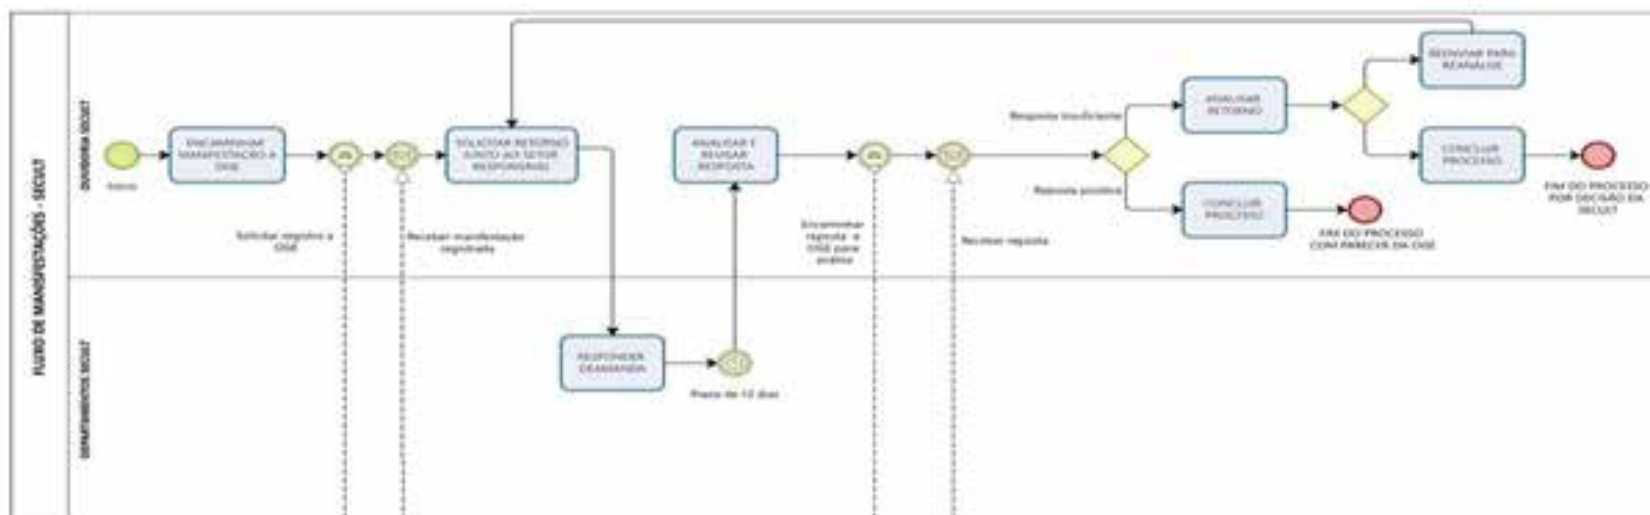 FLUXO DE MANISFESTAÇÕES - SECULT
OUVIDORIA SECULT
DEPARTAMENTOS SECULT
Início
ENCAMINHAR
MANIFESTAÇÃO A
OGE
Solicitar registro a
OGE
Receber manifestação
registrada
SOLICITAR RETORNO
JUNTO AO SETOR
RESPONSÁVEL
RESPONDER
DEMANDA
Prazo de 10 dias
ANALISAR E
REVISAR
RESPOSTA
Encaminhar
resposta a
OGE para
análise
Receber resposta
Resposta insuficiente
Resposta positiva
ANALISAR
RETORNO
CONCLUIR
PROCESSO
FIM DO PROCESSO
COM PARECER DA OGE
REENVIAR PARA
REANÁLISE
CONCLUIR
PROCESSO
FIM DO PROCESSO
POR DECISÃO DA
SECULT